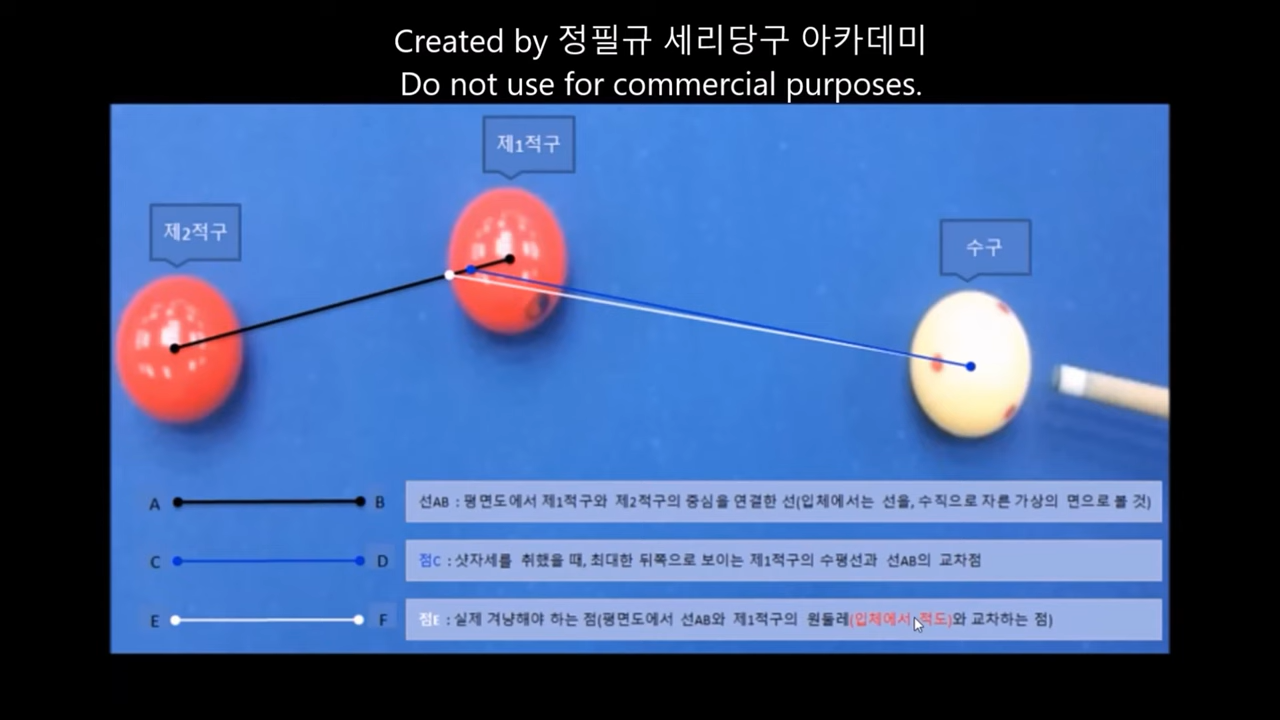 Created by 정필규 세리당구 아카데미
Do not use for commercial purposes.
제1적구
제2적구
수구
A B 선AB : 평면도에서 제1적구와 제2적구의 중심을 연결한 선(입체에서는 선을, 수직으로 자른 가상의 면으로 볼 것)
C D 점C : 샷자세를 취했을 때, 최대한 뒤쪽으로 보이는 제1적구의 수평선과 선AB의 교차점
E F 점E : 실제 겨냥해야 하는 점(평면도에서 선AB와 제1적구의 원둘레(입체에서 적도)와 교차하는 점)